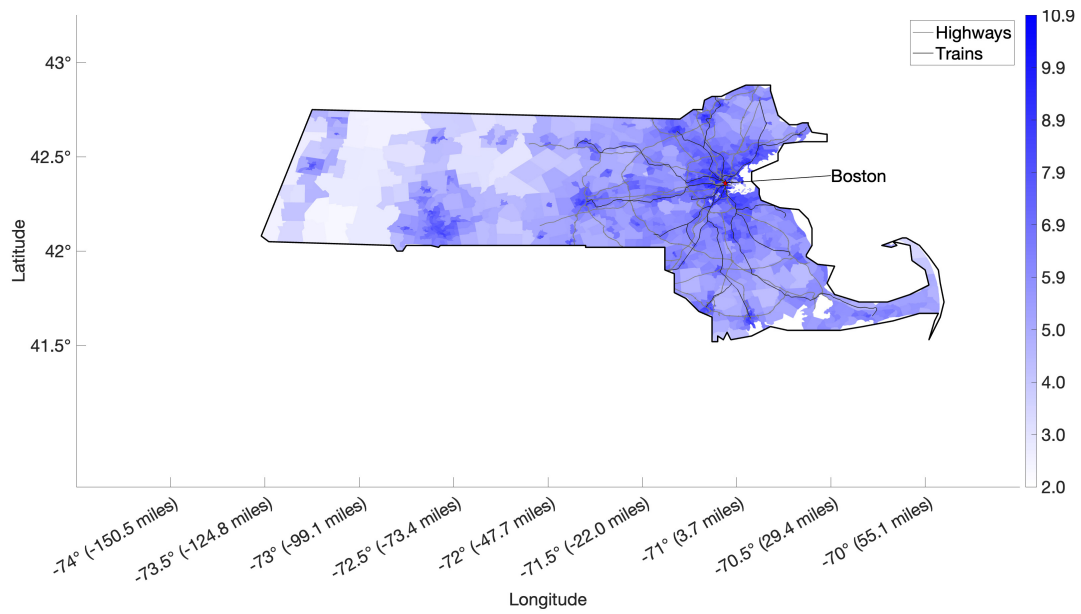 Highways
Trains
Boston
Latitude
43°
42.5°
42°
41.5°
10.9
9.9
8.9
7.9
6.9
5.9
5.0
4.0
3.0
2.0
-74° (-150.5 miles)
-73.5° (-124.8 miles)
-73° (-99.1 miles)
-72.5° (-73.4 miles)
-72° (-47.7 miles)
-71.5° (-22.0 miles)
-71° (3.7 miles)
-70.5° (29.4 miles)
-70° (55.1 miles)
Longitude